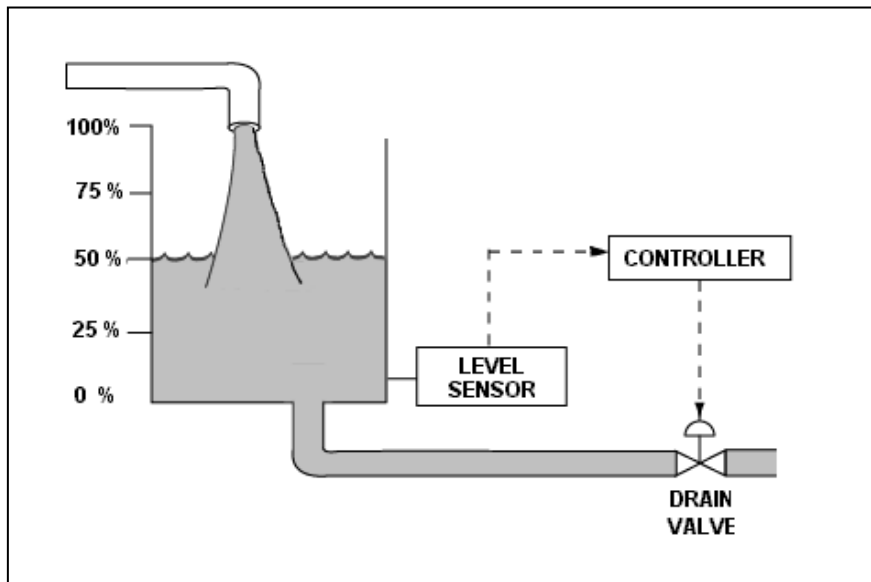 100%
75 %
50 %
25 %
0 %
CONTROLLER
LEVEL
SENSOR
DRAIN
VALVE